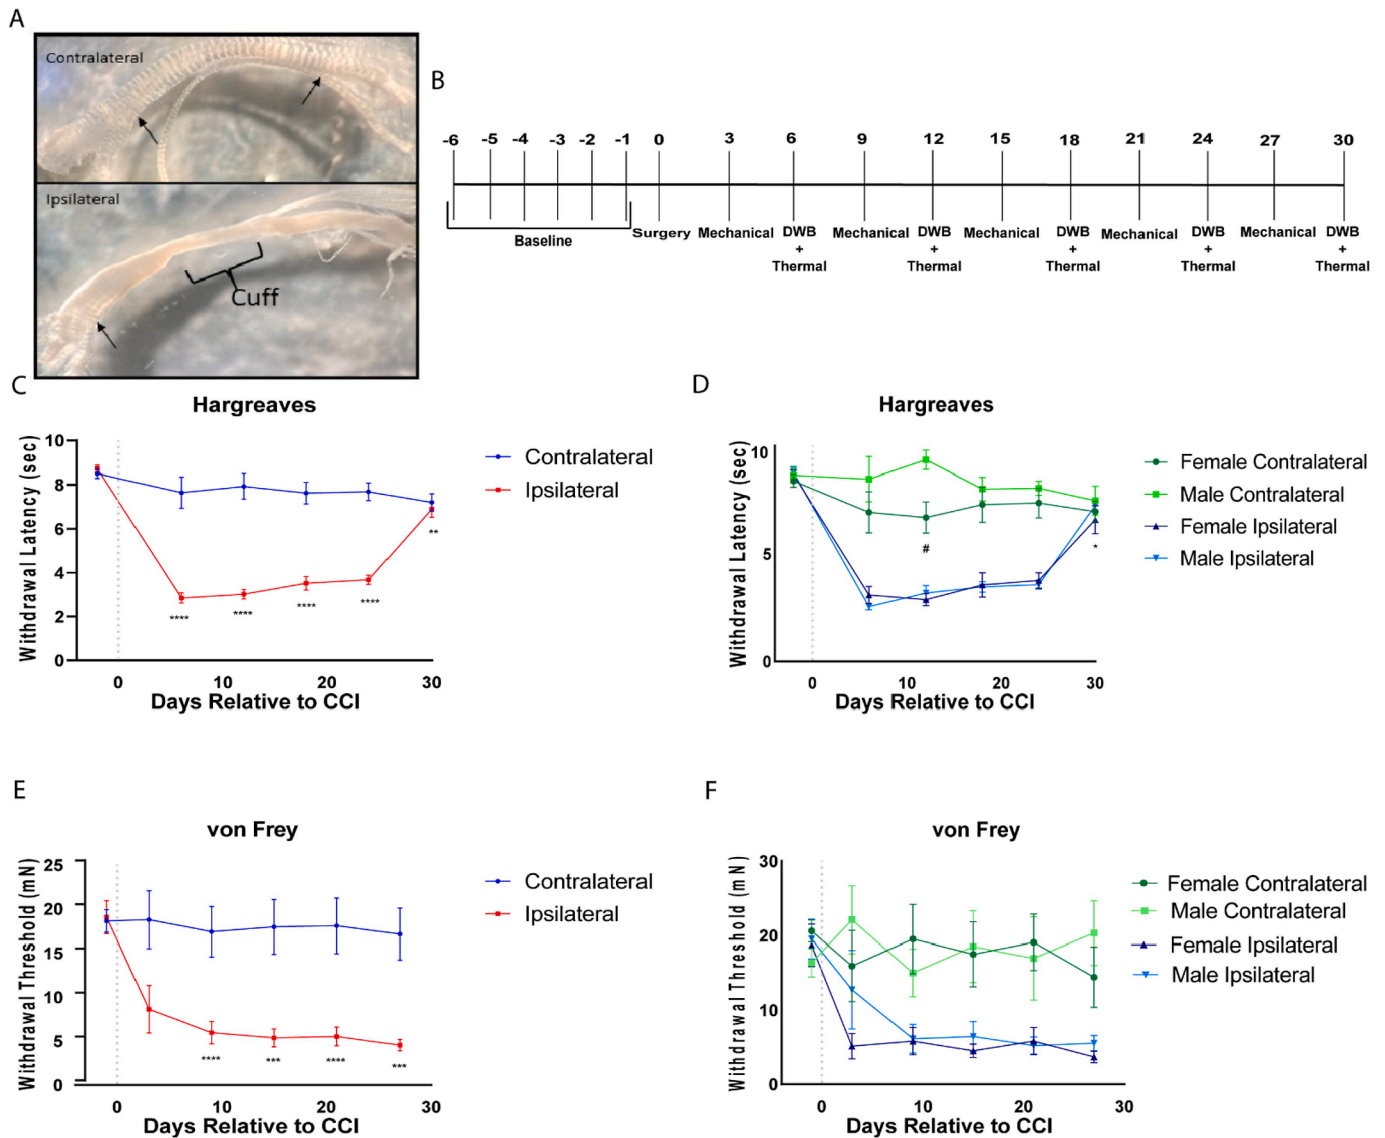 A
Contralateral
Ipsilateral
Cuff
B
-6 -5 -4 -3 -2 -1 0 3 6 9 12 15 18 21 24 27 30
Baseline
Surgery Mechanical DWB Mechanical DWB Mechanical DWB Mechanical DWB Mechanical DWB
+ + + + +
Thermal Thermal Thermal Thermal Thermal
C
Hargreaves
Withdrawal Latency (sec)
10
8
6
4
2
0
Contralateral
Ipsilateral
**** **** **** **** **
0 10 20 30
Days Relative to CCI
D
Hargreaves
Withdrawal Latency (sec)
10
5
0
Female Contralateral
Male Contralateral
Female Ipsilateral
Male Ipsilateral
# *
0 10 20 30
Days Relative to CCI
E
von Frey
Withdrawal Threshold (mN)
25
20
15
10
5
0
Contralateral
Ipsilateral
**** *** **** ***
0 10 20 30
Days Relative to CCI
F
von Frey
Withdrawal Threshold (mN)
30
20
10
0
Female Contralateral
Male Contralateral
Female Ipsilateral
Male Ipsilateral
0 10 20 30
Days Relative to CCI